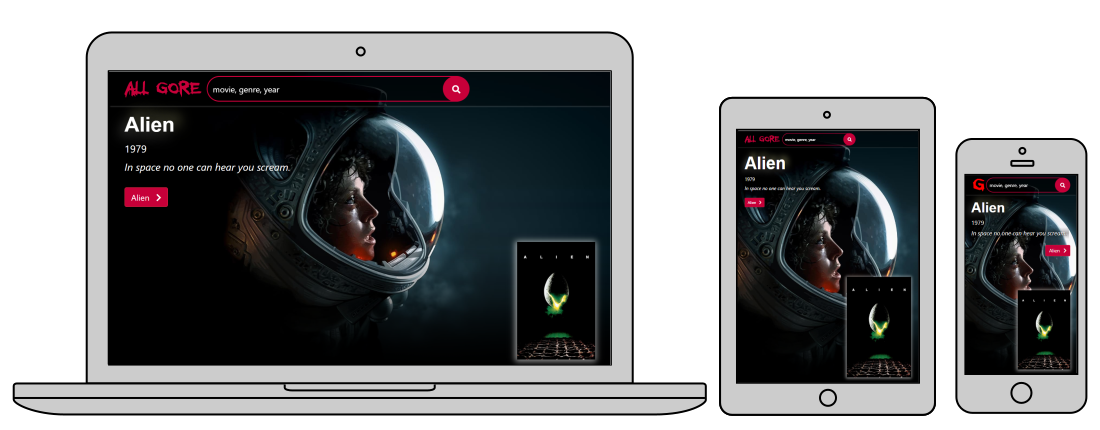 ALL GORE
movie, genre, year
Alien
1979
In space no one can hear you scream.
Alien
ALIEN
ALL GORE
movie, genre, year
Alien
1979
In space no one can hear you scream.
Alien
ALIEN
G
movie, genre, year
Alien
1979
In space no one can hear you scream.
Alien
ALIEN